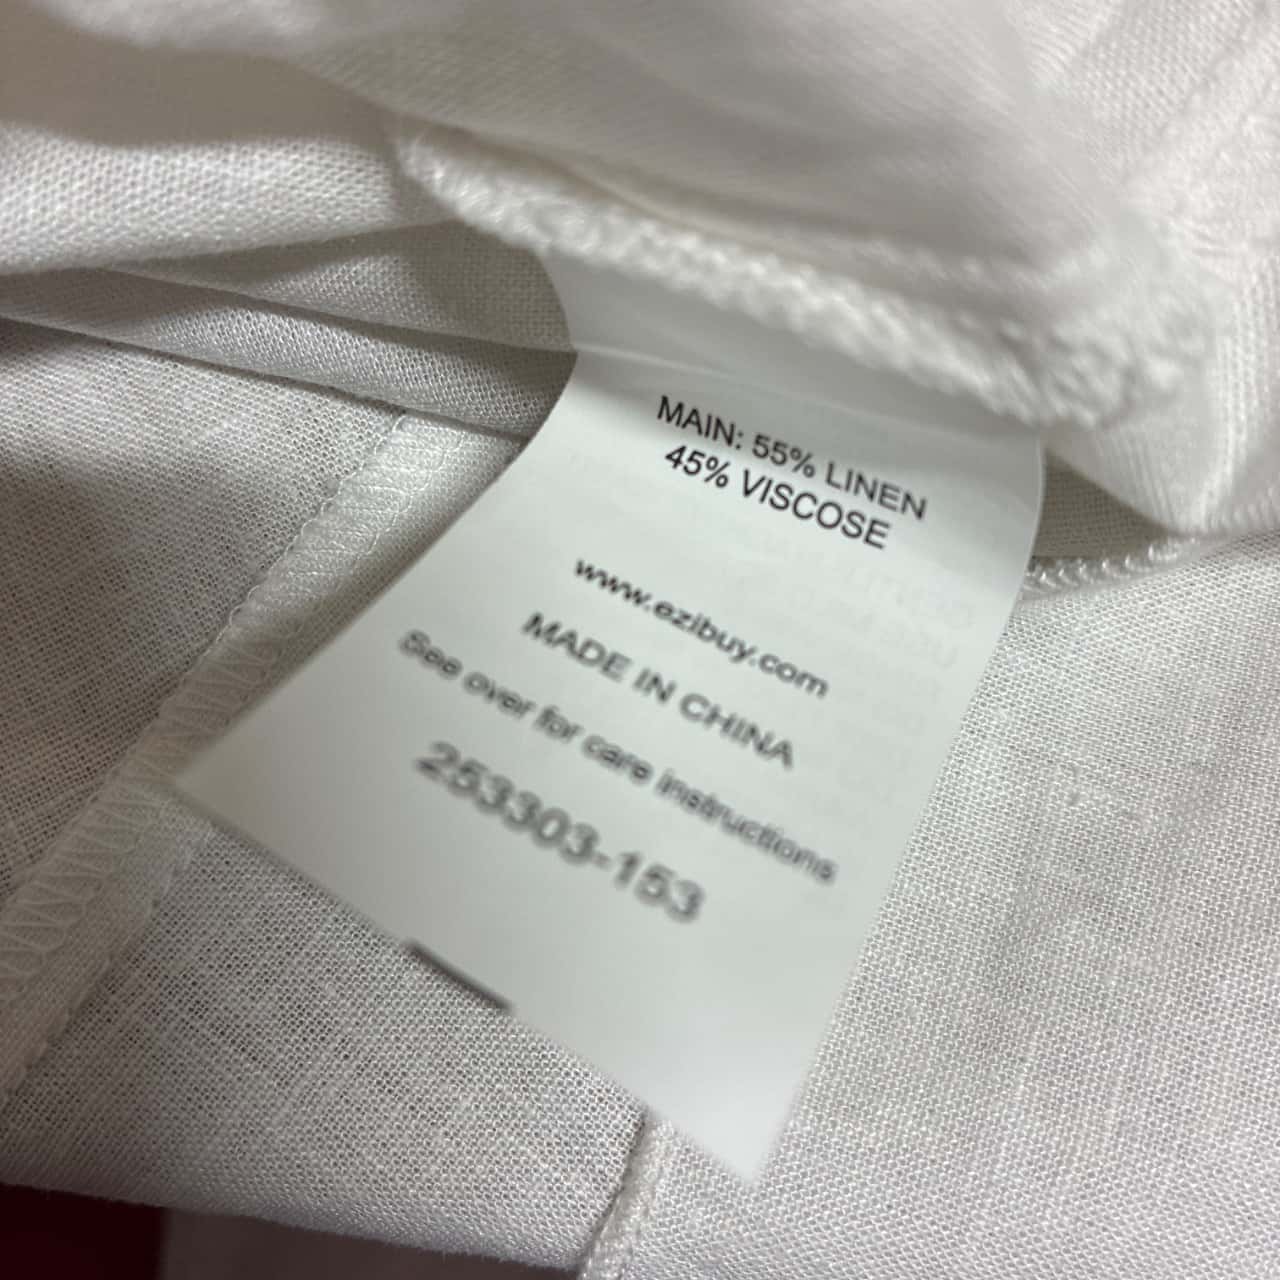 MAIN: 55% LINEN
45% VISCOSE
www.ezibuy.com
MADE IN CHINA
See over for care instructions
253303-153